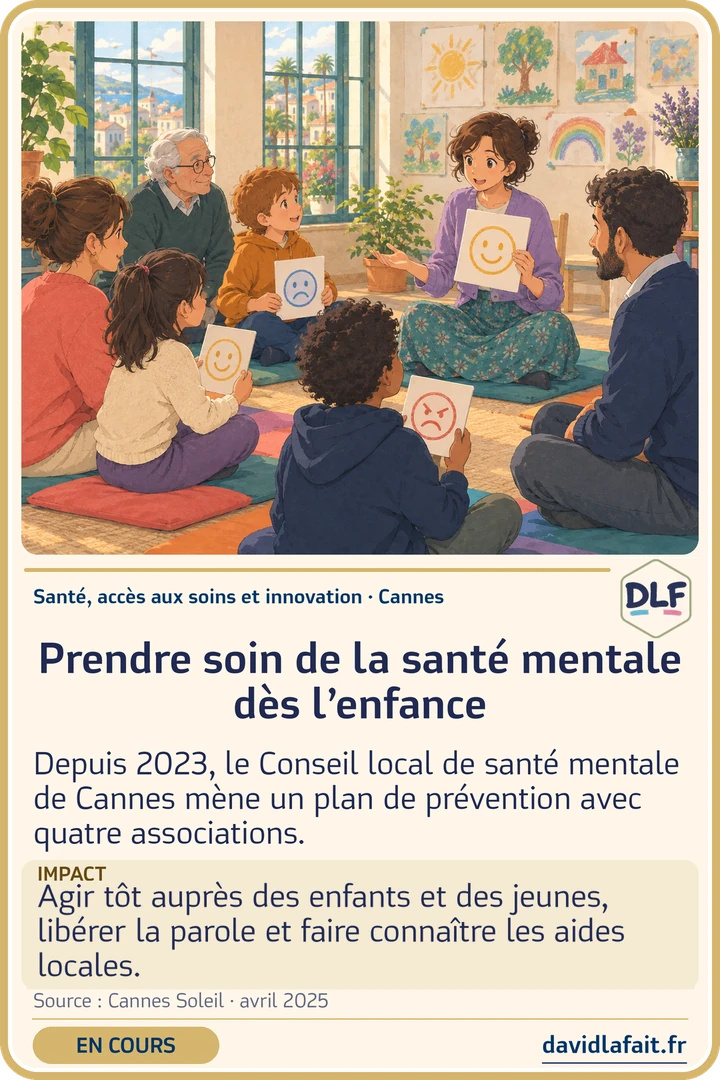 Santé, accès aux soins et innovation · Cannes
DLF
Prendre soin de la santé mentale
dès l’enfance
Depuis 2023, le Conseil local de santé mentale
de Cannes mène un plan de prévention avec
quatre associations.
IMPACT
Agir tôt auprès des enfants et des jeunes,
libérer la parole et faire connaître les aides
locales.
Source : Cannes Soleil · avril 2025
EN COURS
davidlafait.fr